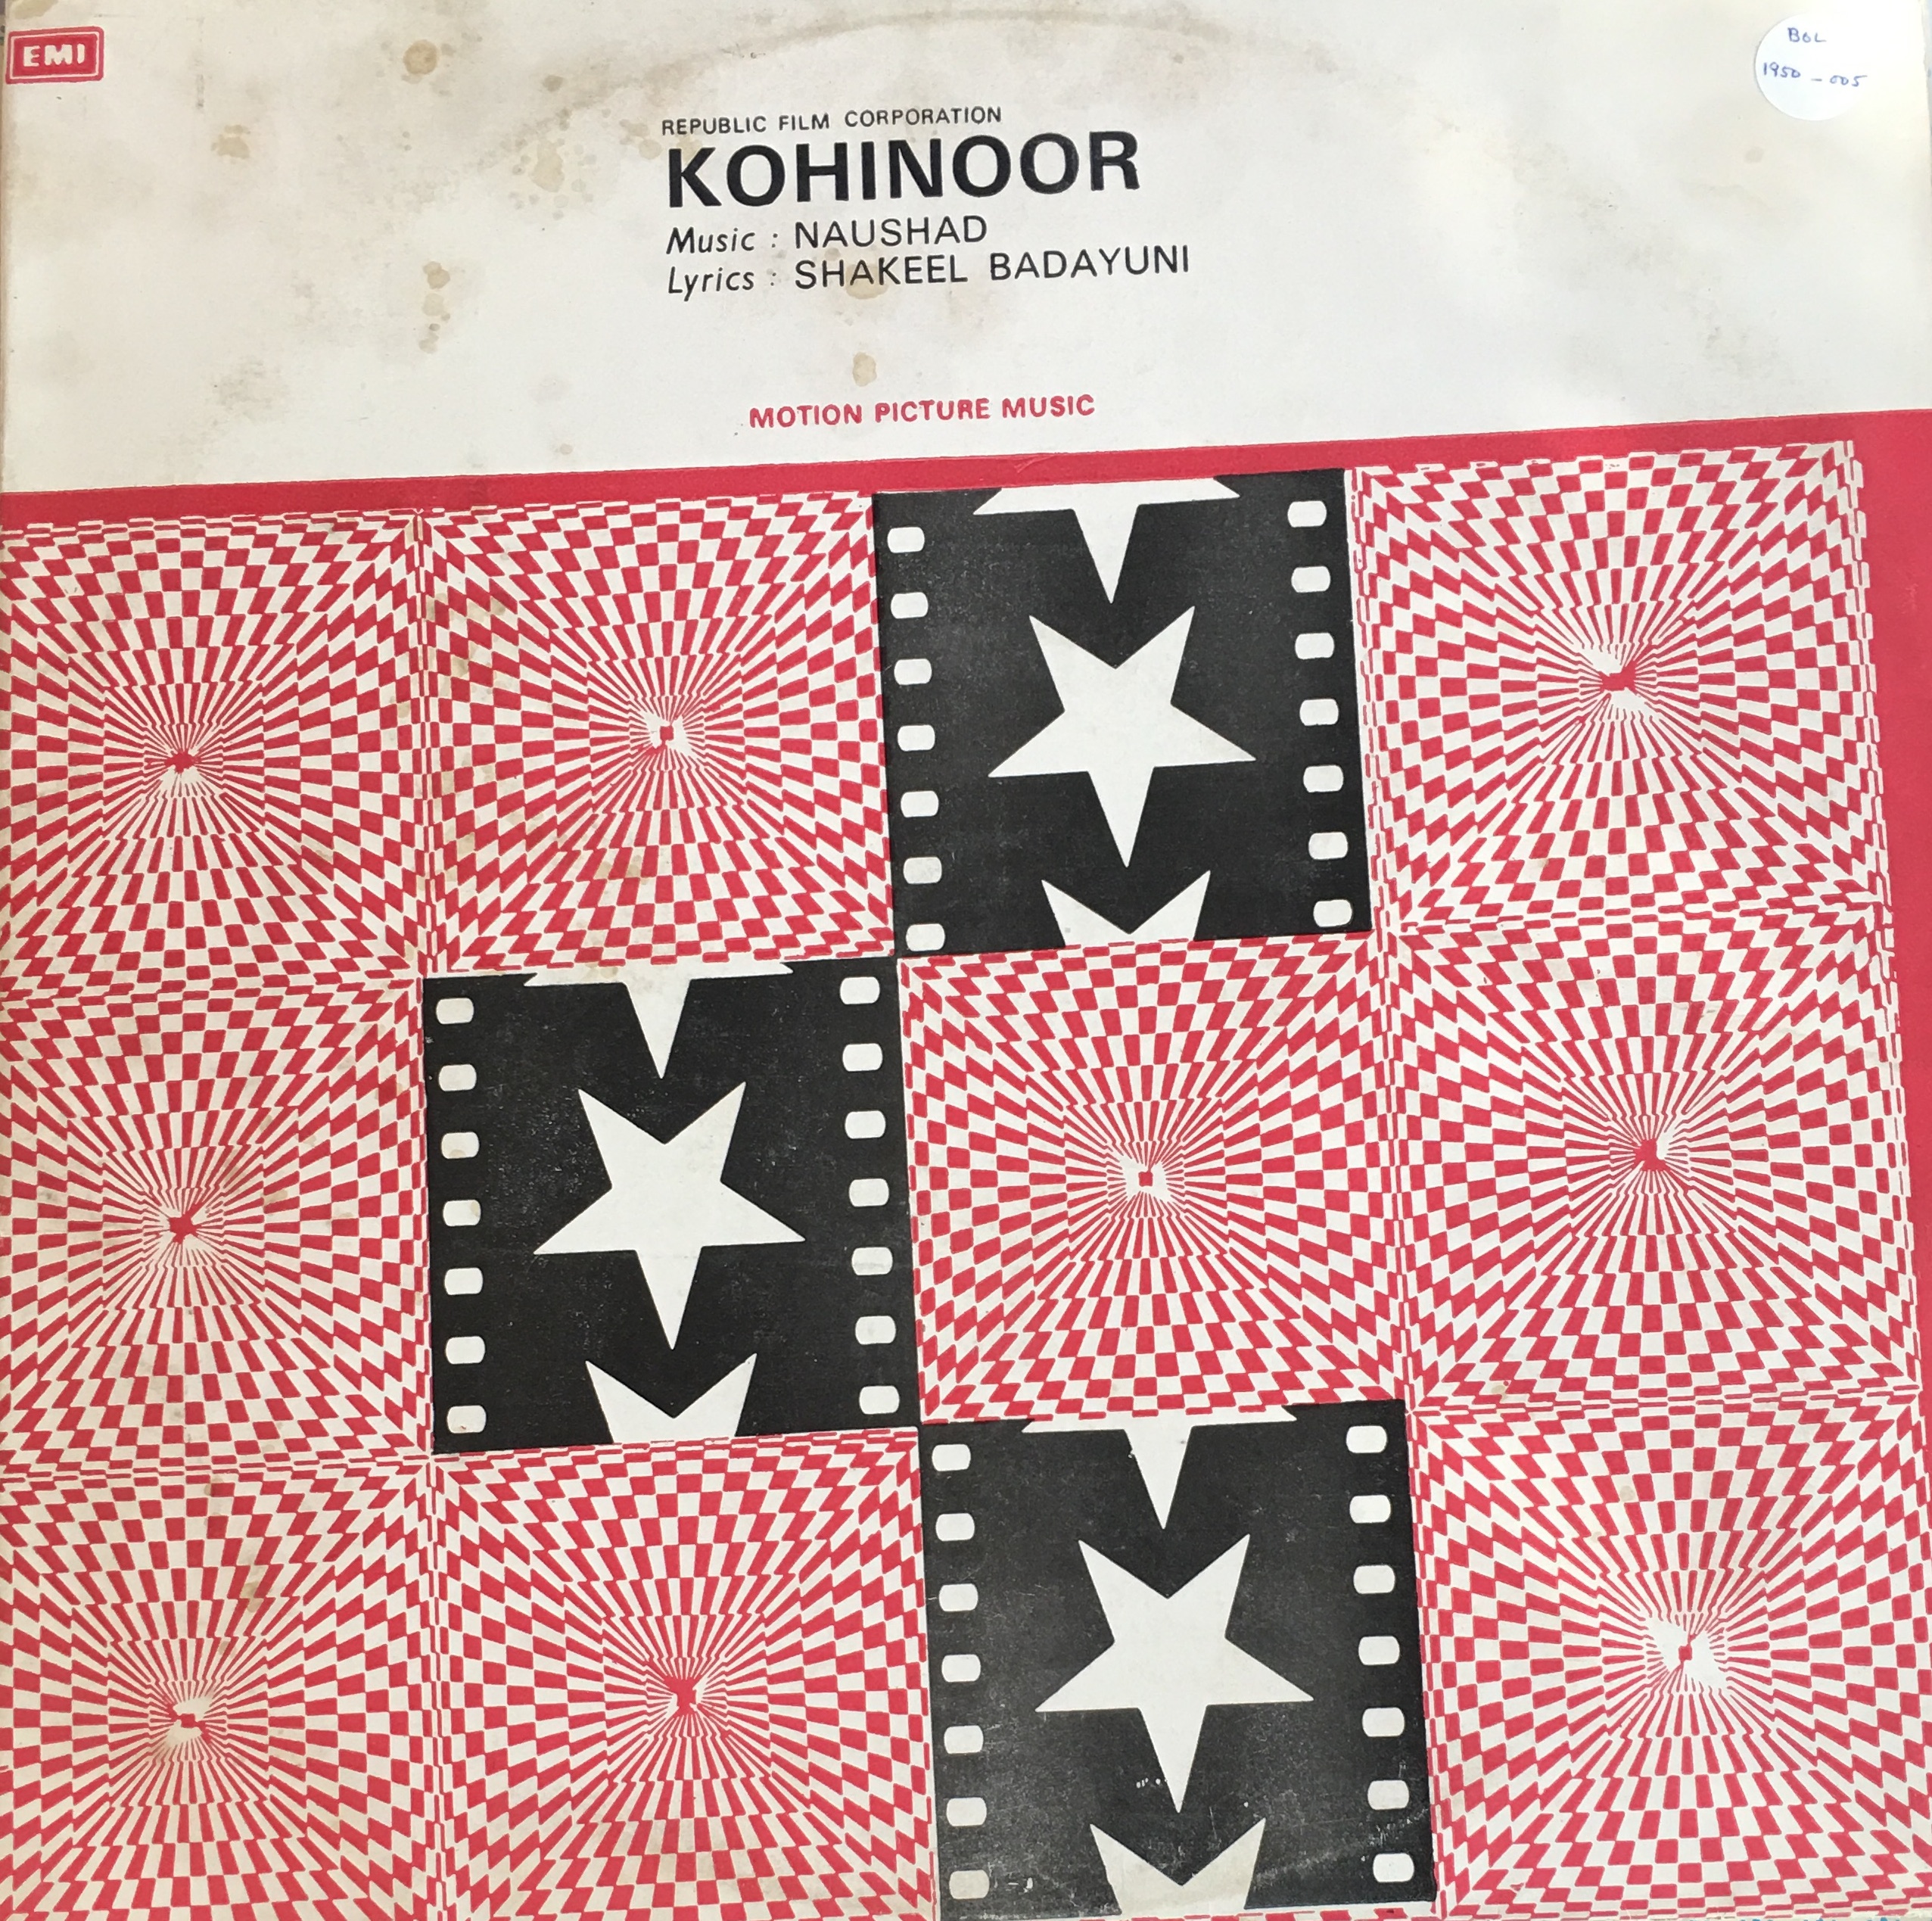 EMI
BOL
1950 - 005
REPUBLIC FILM CORPORATION
KOHINOOR
Music : NAUSHAD
Lyrics : SHAKEEL BADAYUNI
MOTION PICTURE MUSIC